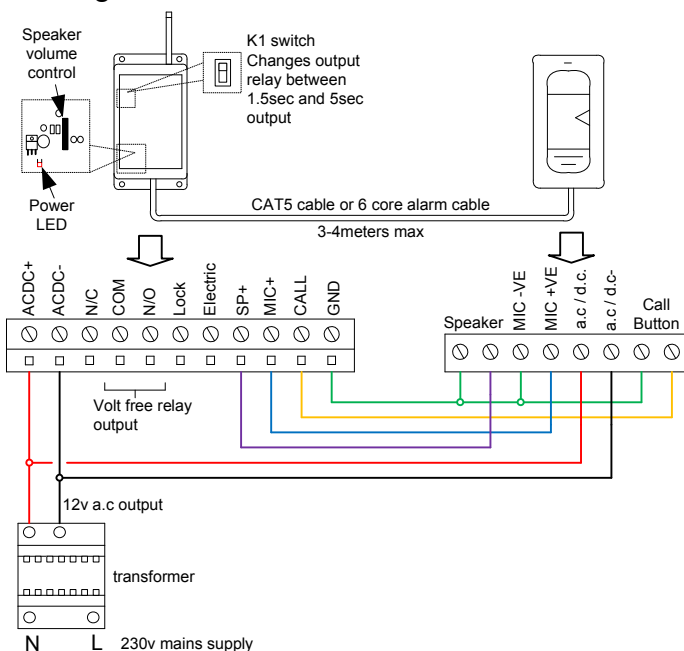 Speaker
volume
control
K1 switch
Changes output
relay between
1.5sec and 5sec
output
Power
LED
CAT5 cable or 6 core alarm cable
3-4meters max
ACDC+
ACDC-
N/C
COM
N/O
Lock
Electric
SP+
MIC+
CALL
GND
Speaker
MIC -VE
MIC +VE
a.c / d.c.
a.c / d.c-
Call
Button
Volt free relay
output
12v a.c output
transformer
N L 230v mains supply